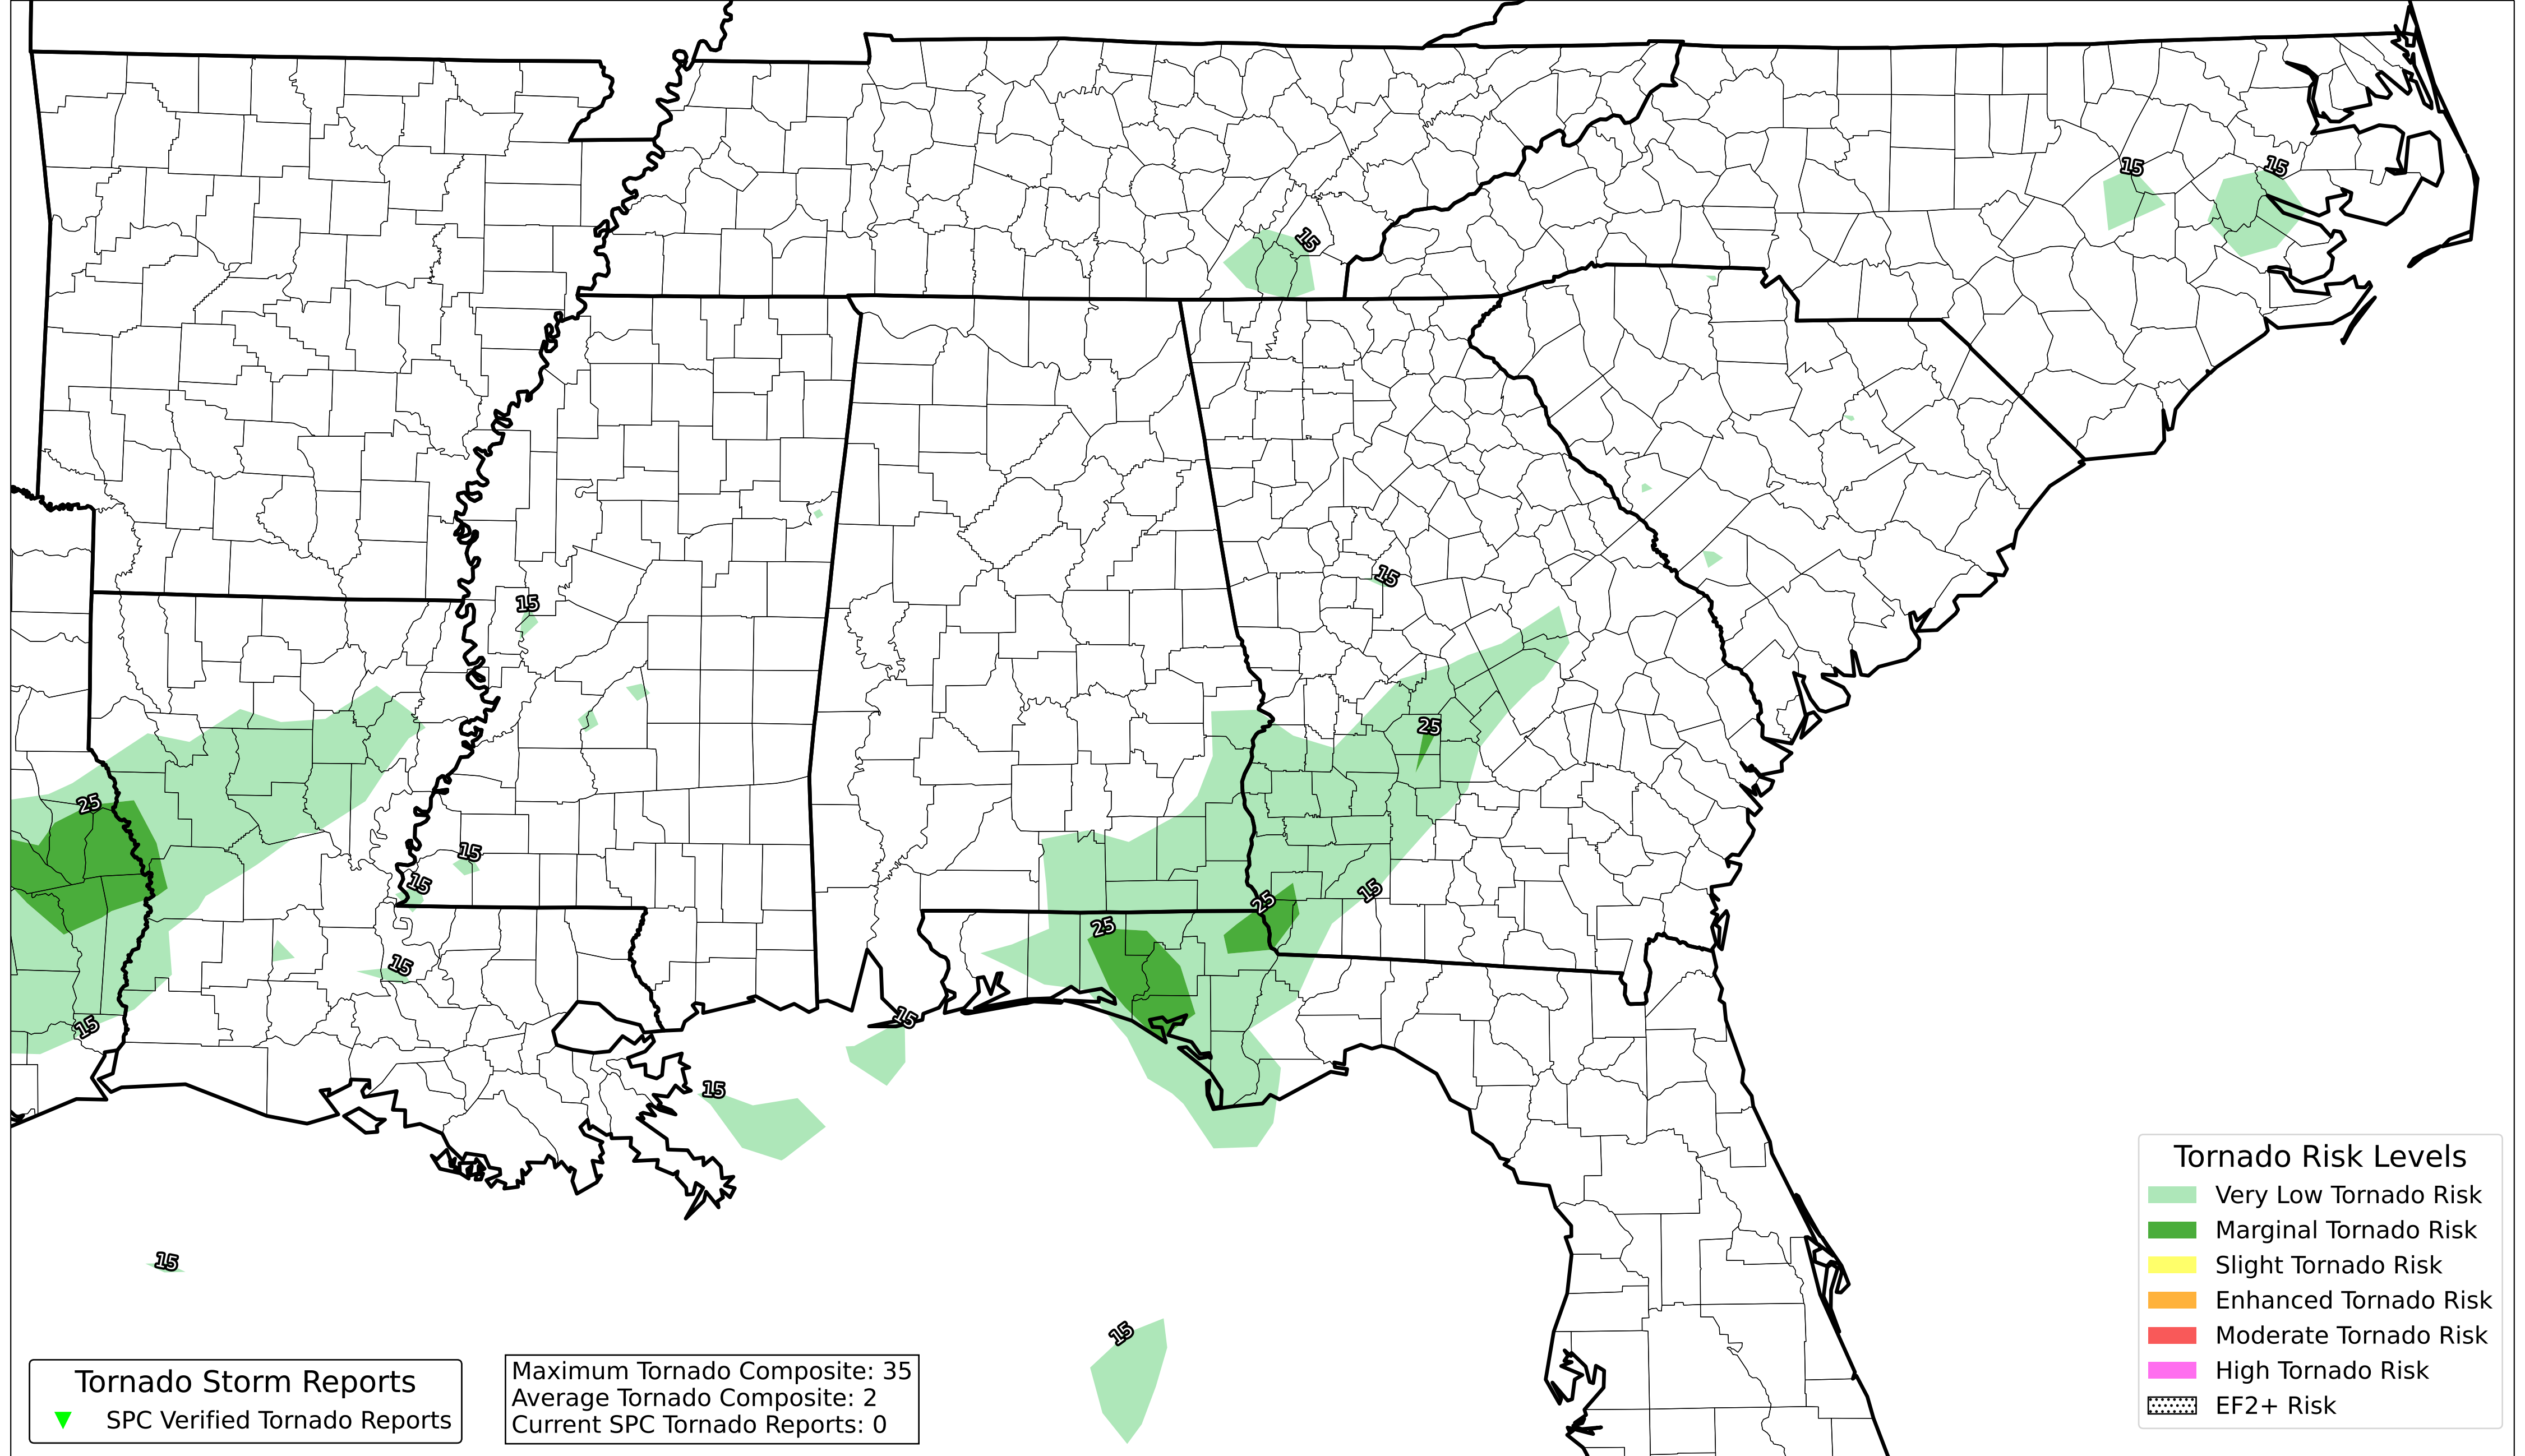 15
15
15
15
15
25
25
15
15
25
15
25
15
15
15
15
15
15
Tornado Risk Levels
Very Low Tornado Risk
Marginal Tornado Risk
Slight Tornado Risk
Enhanced Tornado Risk
Moderate Tornado Risk
High Tornado Risk
EF2+ Risk
Tornado Storm Reports
SPC Verified Tornado Reports
Maximum Tornado Composite: 35
Average Tornado Composite: 2
Current SPC Tornado Reports: 0